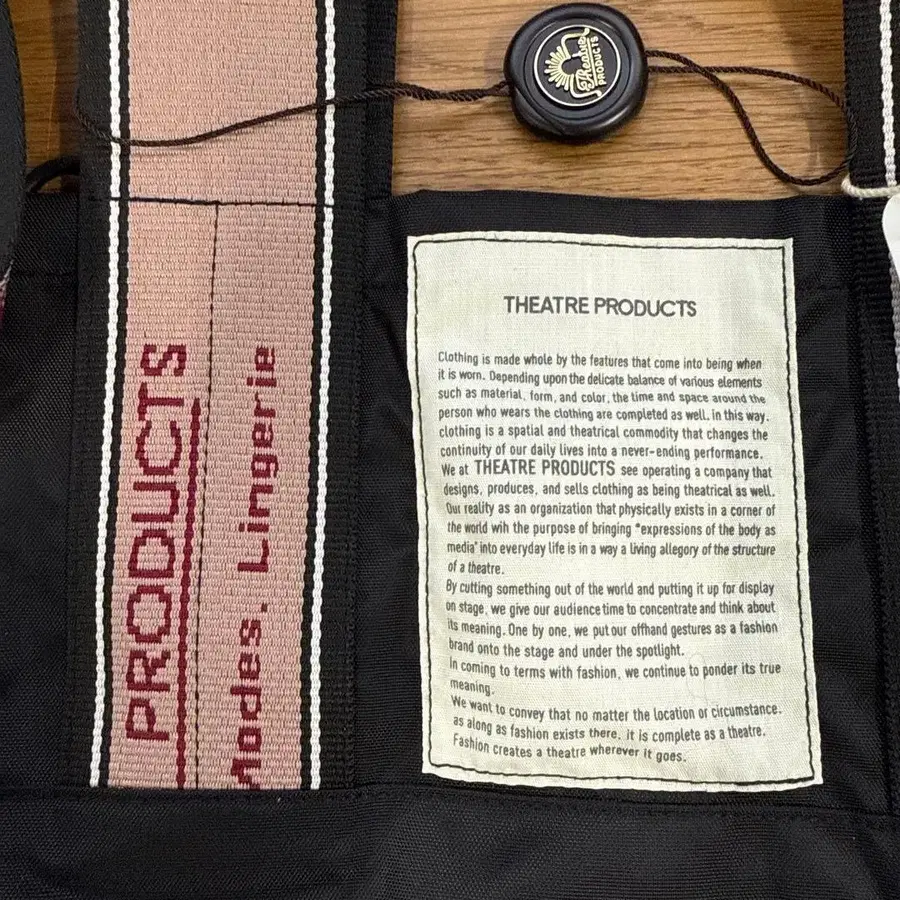 Theatre
PRODUCTS
PRODUCTS
Modes. Lingerie
THEATRE PRODUCTS
Clothing is made whole by the features that come into being when
it is worn. Depending upon the delicate balance of various elements
such as material, form, and color, the time and space around the
person who wears the clothing are completed as well. in this way.
clothing is a spatial and theatrical commodity that changes the
continuity of our daily lives into a never-ending performance.
We at THEATRE PRODUCTS see operating a company that
designs, produces, and sells clothing as being theatrical as well.
Our reality as an organization that physically exists in a corner of
the world wih the purpose of bringing "expressions of the body as
media" into everyday life is in a way a living allegory of the structure
of a theatre.
By cutting something out of the world and putting it up for display
on stage, we give our audience time to concentrate and think about
its meaning. One by one, we put our offhand gestures as a fashion
brand onto the stage and under the spotlight.
In coming to terms with fashion, we continue to ponder its true
meaning.
We want to convey that no matter the location or circumstance.
as along as fashion exists there, it is complete as a theatre.
Fashion creates a theatre wherever it goes.